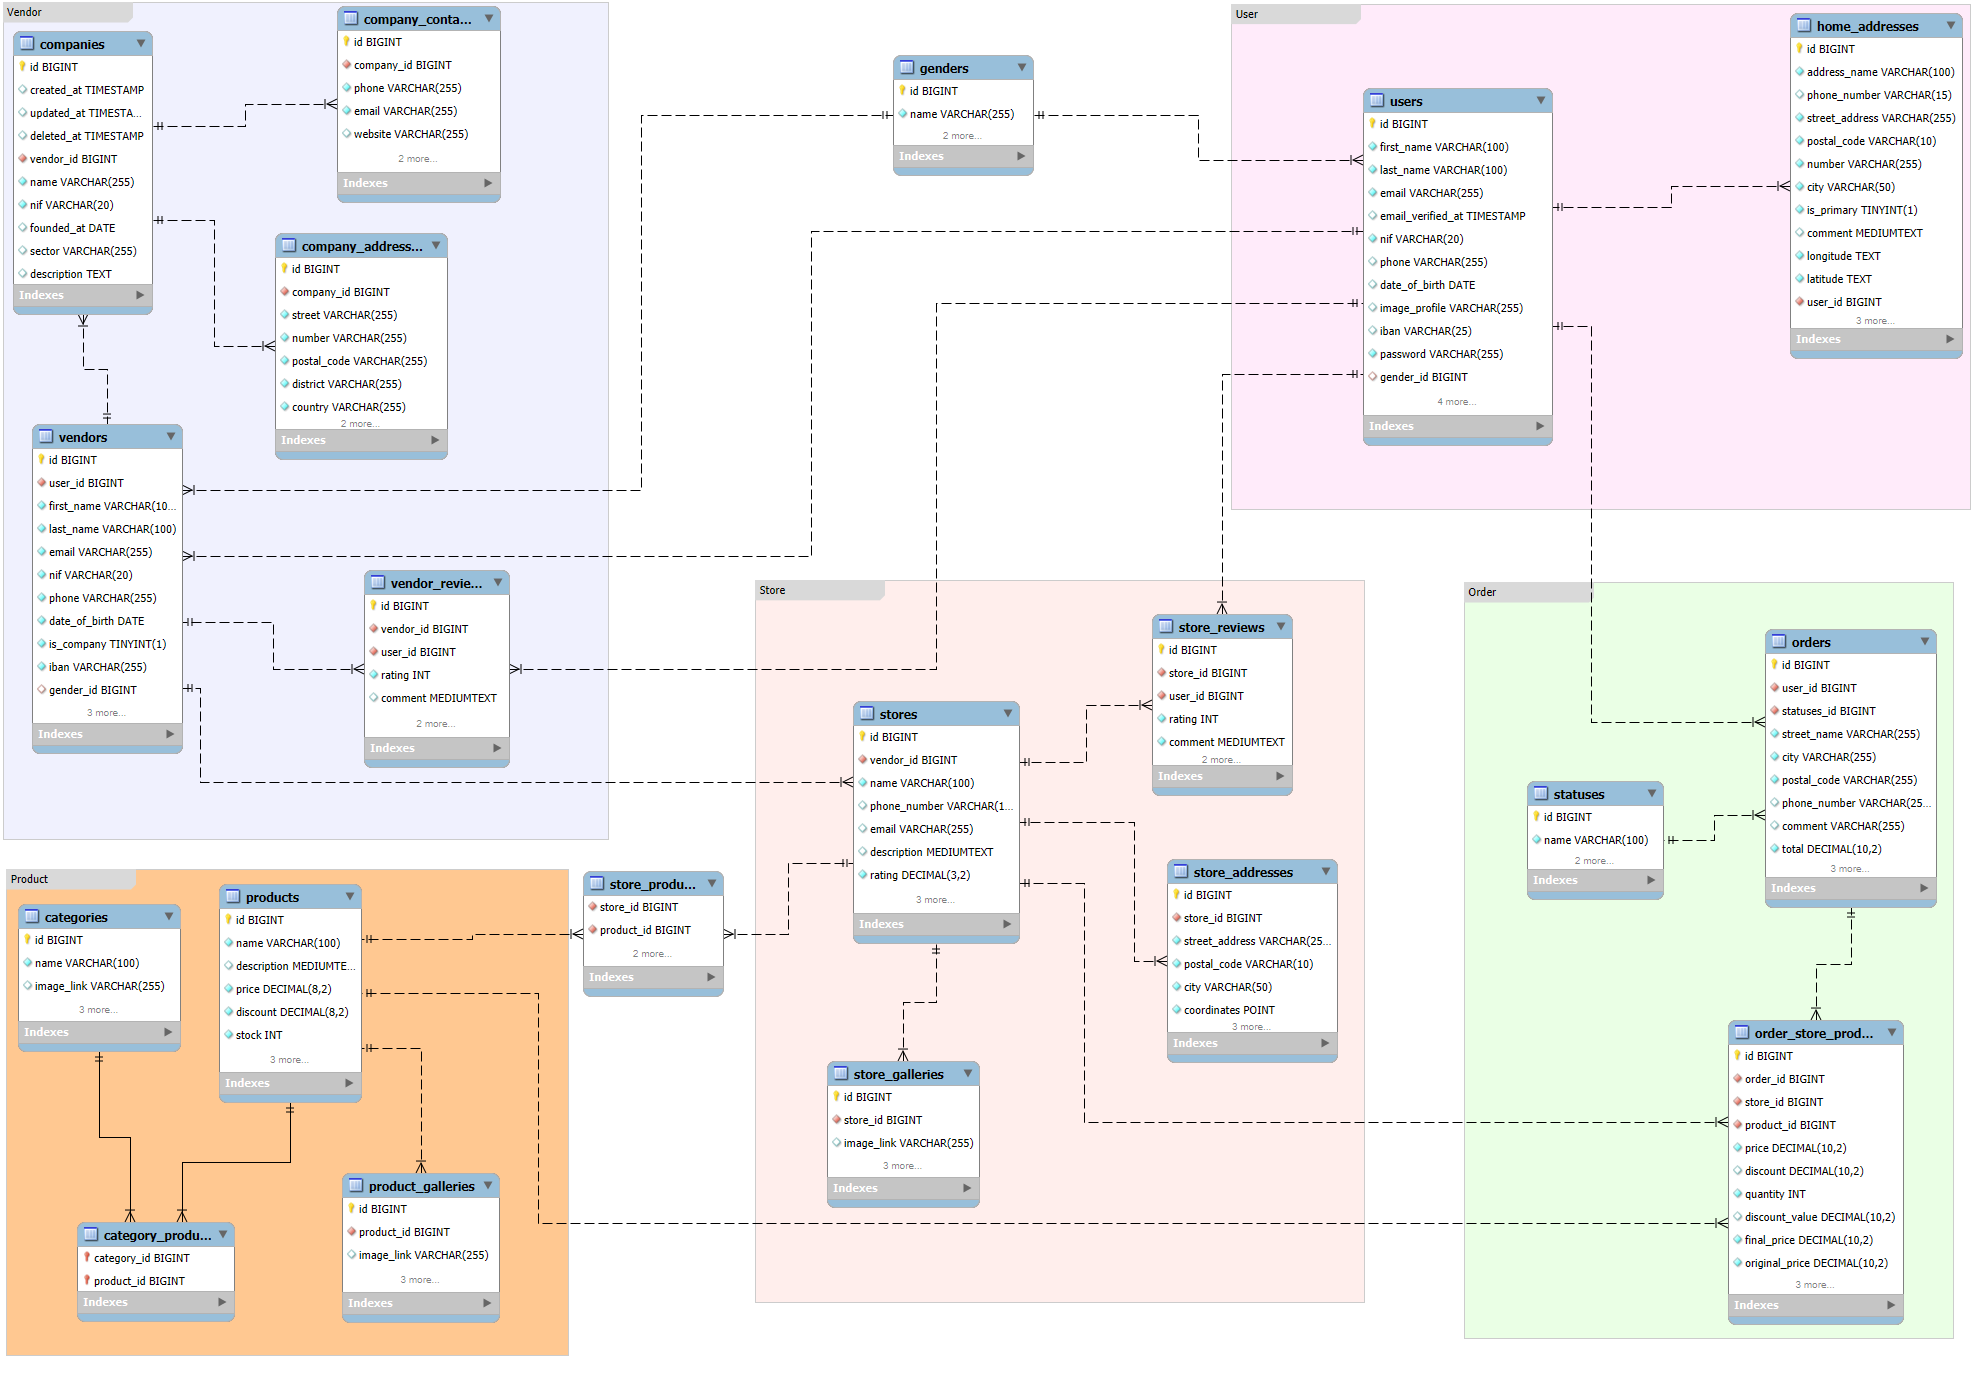 Vendor
companies
id BIGINT
created_at TIMESTAMP
updated_at TIMESTA...
deleted_at TIMESTAMP
vendor_id BIGINT
name VARCHAR(255)
nif VARCHAR(20)
founded_at DATE
sector VARCHAR(255)
description TEXT
Indexes
company_conta...
id BIGINT
company_id BIGINT
phone VARCHAR(255)
email VARCHAR(255)
website VARCHAR(255)
2 more...
Indexes
company_address...
id BIGINT
company_id BIGINT
street VARCHAR(255)
number VARCHAR(255)
postal_code VARCHAR(255)
district VARCHAR(255)
country VARCHAR(255)
2 more...
Indexes
vendors
id BIGINT
user_id BIGINT
first_name VARCHAR(10...
last_name VARCHAR(100)
email VARCHAR(255)
nif VARCHAR(20)
phone VARCHAR(255)
date_of_birth DATE
is_company TINYINT(1)
iban VARCHAR(255)
gender_id BIGINT
3 more...
Indexes
vendor_revie...
id BIGINT
vendor_id BIGINT
user_id BIGINT
rating INT
comment MEDIUMTEXT
2 more...
Indexes
genders
id BIGINT
name VARCHAR(255)
2 more...
Indexes
User
users
id BIGINT
first_name VARCHAR(100)
last_name VARCHAR(100)
email VARCHAR(255)
email_verified_at TIMESTAMP
nif VARCHAR(20)
phone VARCHAR(255)
date_of_birth DATE
image_profile VARCHAR(255)
iban VARCHAR(25)
password VARCHAR(255)
gender_id BIGINT
4 more...
Indexes
home_addresses
id BIGINT
address_name VARCHAR(100)
phone_number VARCHAR(15)
street_address VARCHAR(255)
postal_code VARCHAR(10)
number VARCHAR(255)
city VARCHAR(50)
is_primary TINYINT(1)
comment MEDIUMTEXT
longitude TEXT
latitude TEXT
user_id BIGINT
3 more...
Indexes
Store
stores
id BIGINT
vendor_id BIGINT
name VARCHAR(100)
phone_number VARCHAR(1...
email VARCHAR(255)
description MEDIUMTEXT
rating DECIMAL(3,2)
3 more...
Indexes
store_reviews
id BIGINT
store_id BIGINT
user_id BIGINT
rating INT
comment MEDIUMTEXT
2 more...
Indexes
store_addresses
id BIGINT
store_id BIGINT
street_address VARCHAR(25...
postal_code VARCHAR(10)
city VARCHAR(50)
coordinates POINT
3 more...
Indexes
store_galleries
id BIGINT
store_id BIGINT
image_link VARCHAR(255)
3 more...
Indexes
Order
orders
id BIGINT
user_id BIGINT
statuses_id BIGINT
street_name VARCHAR(255)
city VARCHAR(255)
postal_code VARCHAR(255)
phone_number VARCHAR(25...
comment VARCHAR(255)
total DECIMAL(10,2)
3 more...
Indexes
statuses
id BIGINT
name VARCHAR(100)
2 more...
Indexes
order_store_prod...
id BIGINT
order_id BIGINT
store_id BIGINT
product_id BIGINT
price DECIMAL(10,2)
discount DECIMAL(10,2)
quantity INT
discount_value DECIMAL(10,2)
final_price DECIMAL(10,2)
original_price DECIMAL(10,2)
3 more...
Indexes
Product
categories
id BIGINT
name VARCHAR(100)
image_link VARCHAR(255)
3 more...
Indexes
products
id BIGINT
name VARCHAR(100)
description MEDIUMTE...
price DECIMAL(8,2)
discount DECIMAL(8,2)
stock INT
3 more...
Indexes
store_produ...
store_id BIGINT
product_id BIGINT
2 more...
Indexes
category_produ...
category_id BIGINT
product_id BIGINT
Indexes
product_galleries
id BIGINT
product_id BIGINT
image_link VARCHAR(255)
3 more...
Indexes